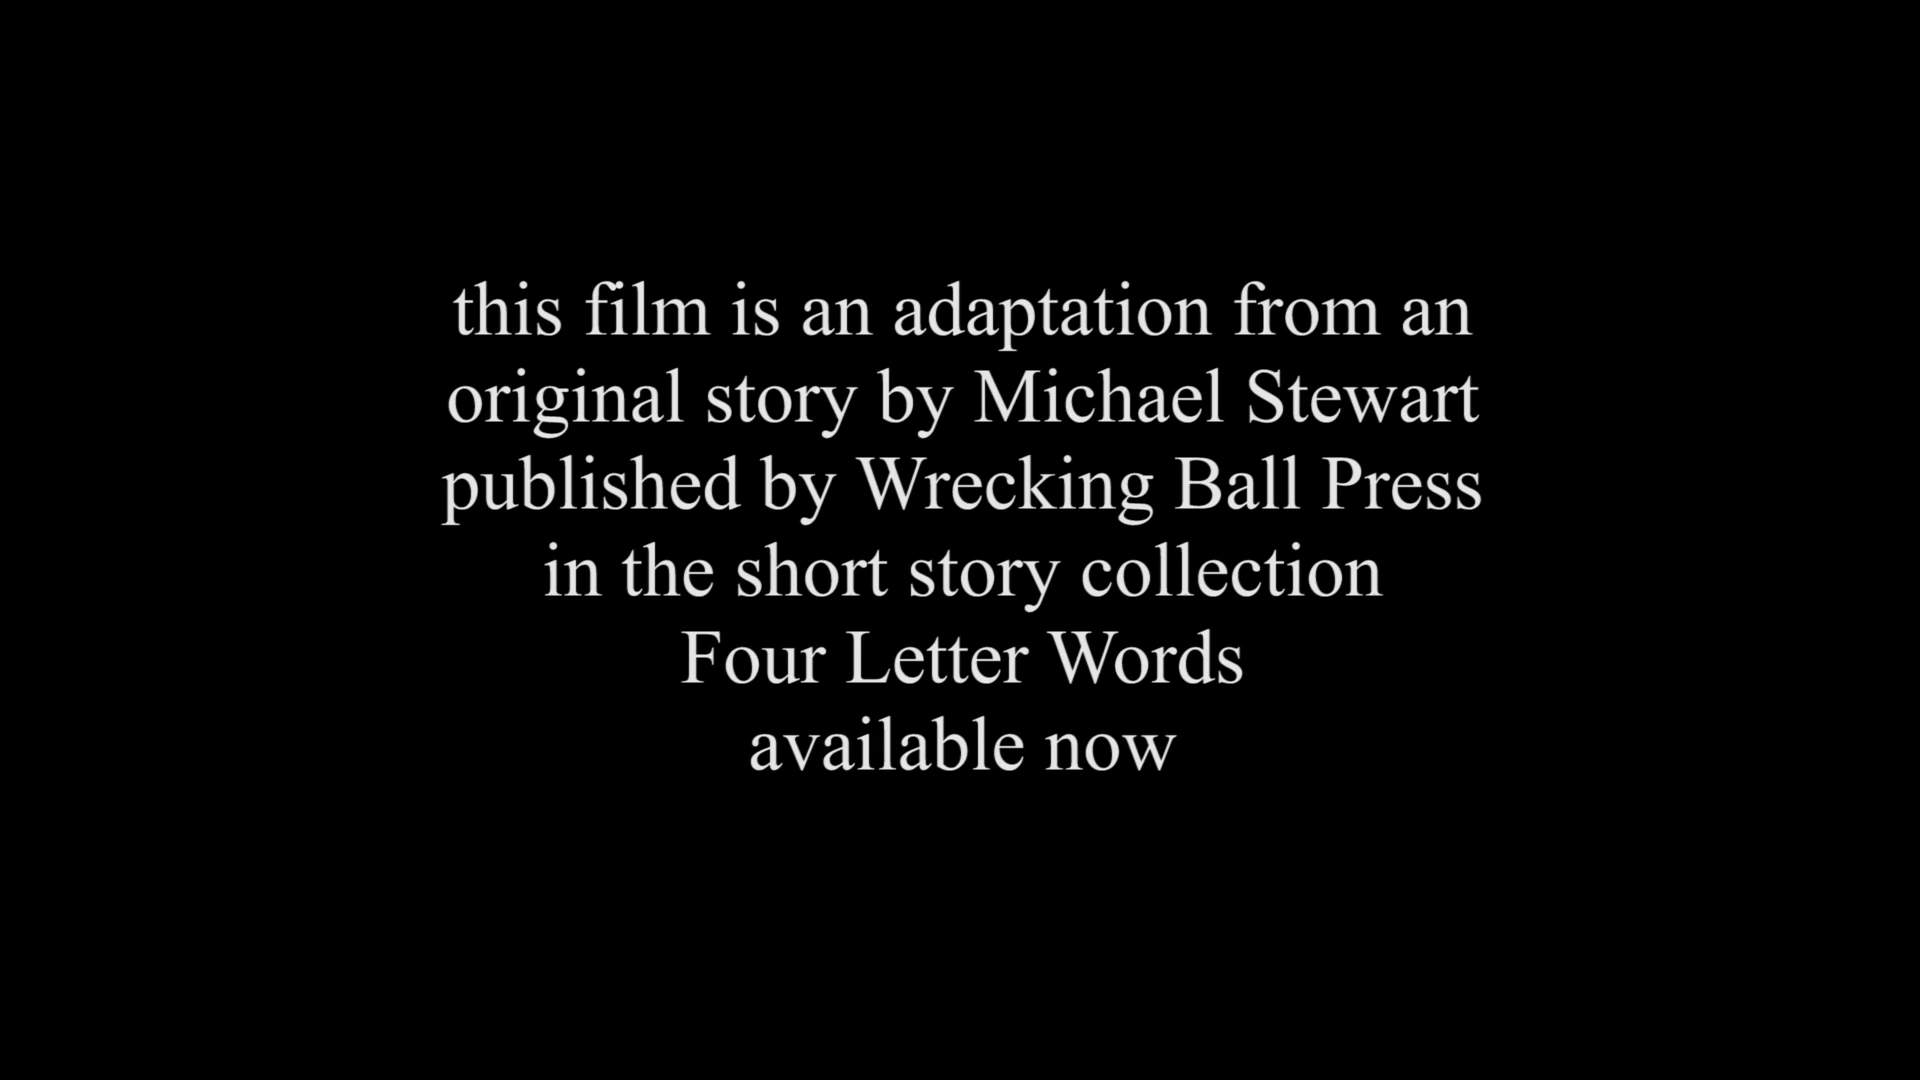 this film is an adaptation from an
original story by Michael Stewart
published by Wrecking Ball Press
in the short story collection
Four Letter Words
available now